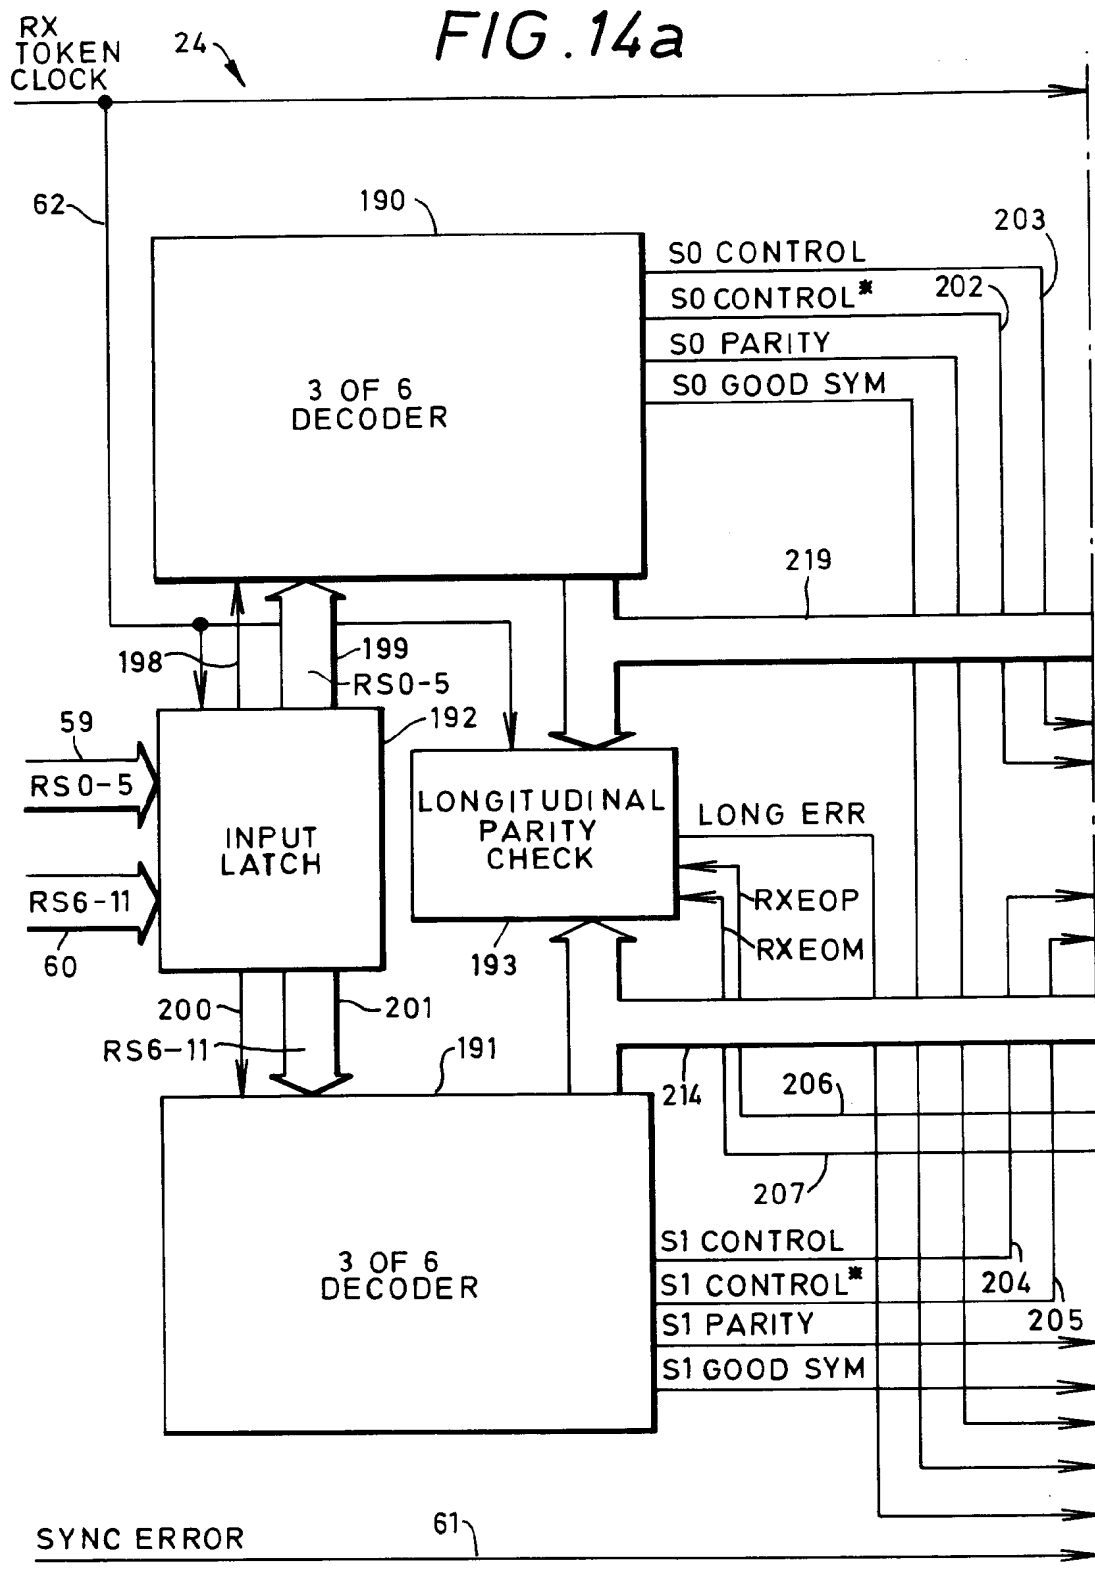 FIG.14a
RX
TOKEN
CLOCK
24
62
190
203
S0 CONTROL
202
S0 CONTROL*
S0 PARITY
S0 GOOD SYM
3 OF 6
DECODER
219
198
199
RS0-5
192
59
RS0-5
INPUT
LATCH
LONGITUDINAL
PARITY
CHECK
LONG ERR
RS6-11
60
RXEOP
RXEOM
193
200
201
RS6-11
191
214
206
207
3 OF 6
DECODER
S1 CONTROL
204
S1 CONTROL*
205
S1 PARITY
S1 GOOD SYM
SYNC ERROR
61